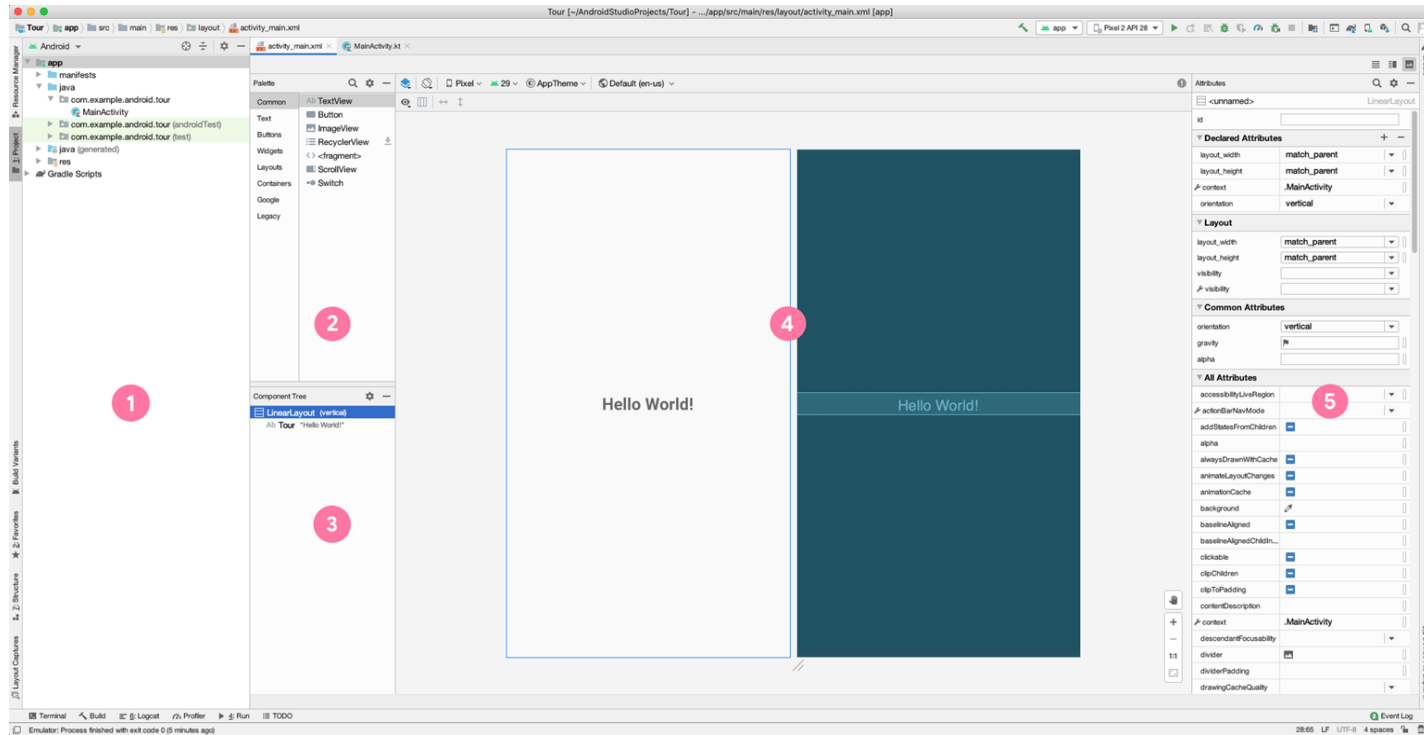 Tour [~/AndroidStudioProjects/Tour] - .../app/src/main/res/layout/activity_main.xml [app]
Tour app src main res layout activity_main.xml
app Pixel 2 API 28
Android
activity_main.xml MainActivity.kt
Resource Manager
1: Project
Build Variants
2: Favorites
Z: Structure
Layout Captures
app
manifests
java
com.example.android.tour
MainActivity
com.example.android.tour (androidTest)
com.example.android.tour (test)
java (generated)
res
Gradle Scripts
1
Palette
Common
Text
Buttons
Widgets
Layouts
Containers
Google
Legacy
Ab TextView
Button
ImageView
RecyclerView
<fragment>
ScrollView
Switch
2
Component Tree
LinearLayout (vertical)
Ab Tour "Hello World!"
3
Pixel 29 AppTheme Default (en-us)
Hello World!
4
Hello World!
1:1
Attributes
<unnamed> LinearLayout
id
Declared Attributes
layout_width match_parent
layout_height match_parent
context .MainActivity
orientation vertical
Layout
layout_width match_parent
layout_height match_parent
visibility
visibility
Common Attributes
orientation vertical
gravity
alpha
All Attributes
accessibilityLiveRegion
5
actionBarNavMode
addStatesFromChildren
alpha
alwaysDrawnWithCache
animateLayoutChanges
animationCache
background
baselineAligned
baselineAlignedChildIn...
clickable
clipChildren
clipToPadding
contentDescription
context .MainActivity
descendantFocusability
divider
dividerPadding
drawingCacheQuality
Terminal Build 6: Logcat Profiler 4: Run TODO Event Log
Emulator: Process finished with exit code 0 (5 minutes ago) 28:65 LF UTF-8 4 spaces